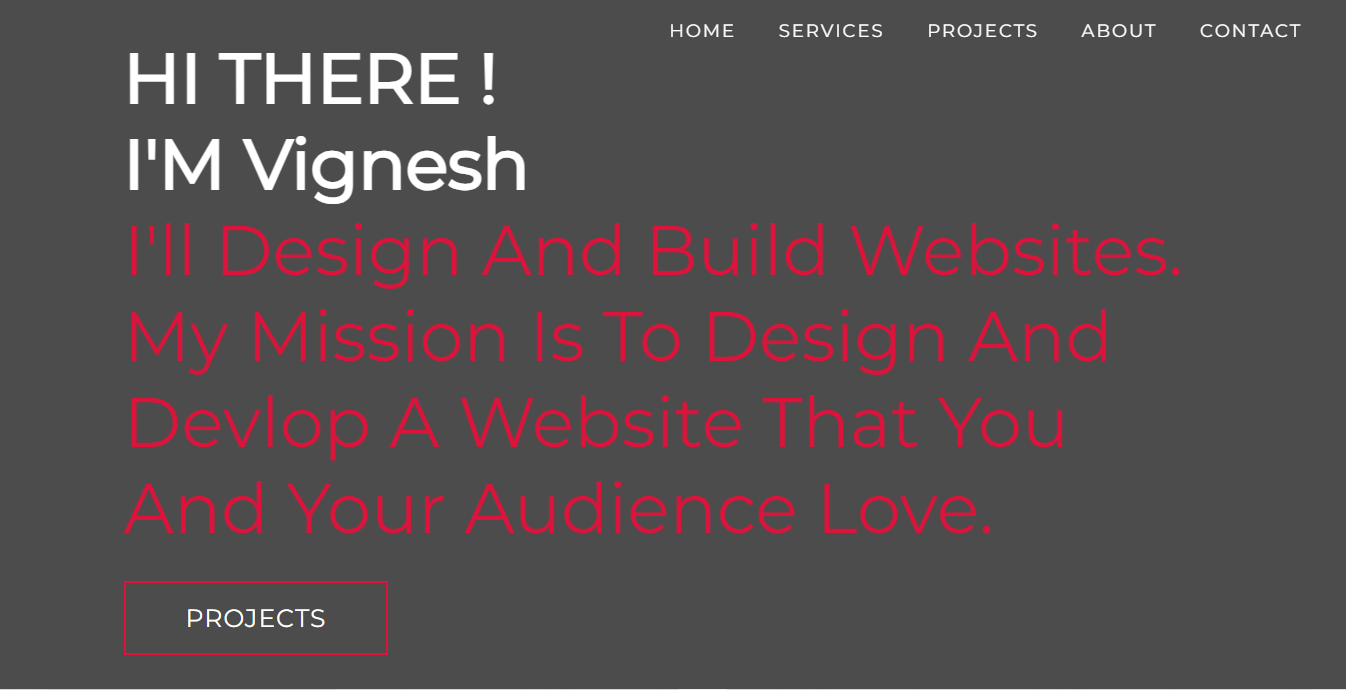 HOME SERVICES PROJECTS ABOUT CONTACT
HI THERE !
I'M Vignesh
I'll Design And Build Websites.
My Mission Is To Design And
Devlop A Website That You
And Your Audience Love.
PROJECTS